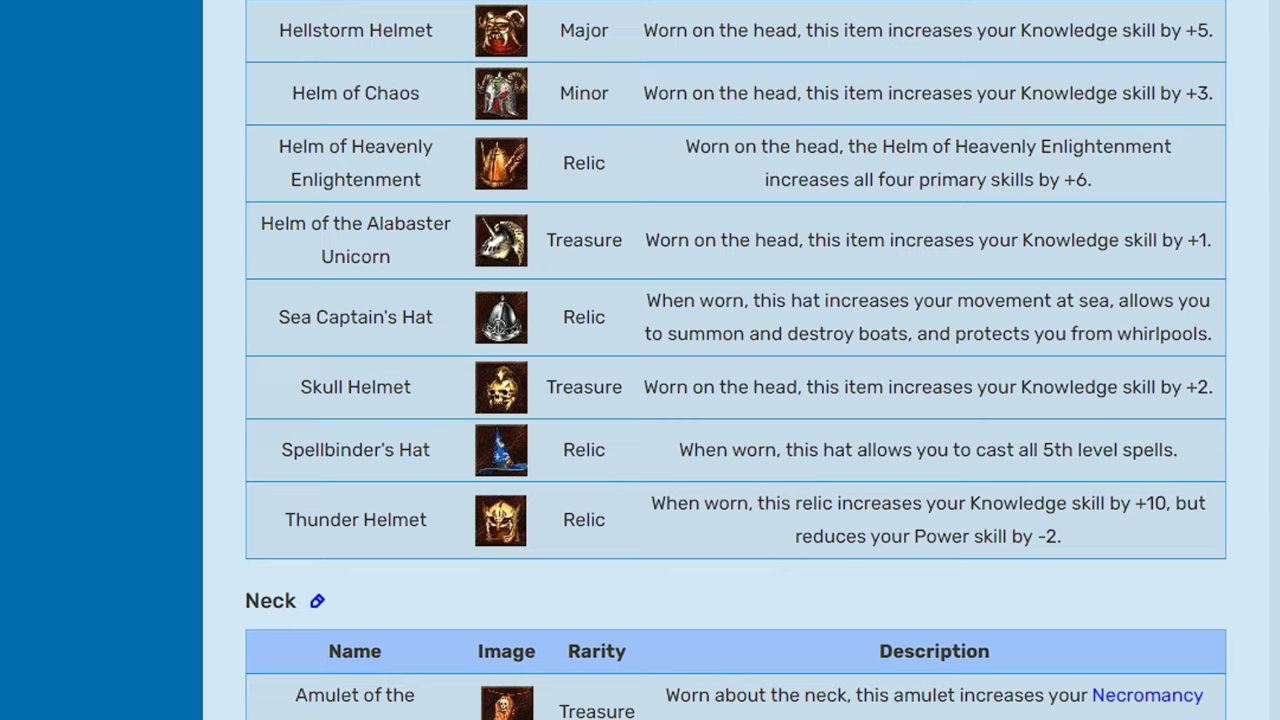 Hellstorm Helmet Major Worn on the head, this item increases your Knowledge skill by +5.
Helm of Chaos Minor Worn on the head, this item increases your Knowledge skill by +3.
Helm of Heavenly Enlightenment Relic Worn on the head, the Helm of Heavenly Enlightenment
increases all four primary skills by +6.
Helm of the Alabaster Unicorn Treasure Worn on the head, this item increases your Knowledge skill by +1.
Sea Captain's Hat Relic When worn, this hat increases your movement at sea, allows you
to summon and destroy boats, and protects you from whirlpools.
Skull Helmet Treasure Worn on the head, this item increases your Knowledge skill by +2.
Spellbinder's Hat Relic When worn, this hat allows you to cast all 5th level spells.
Thunder Helmet Relic When worn, this relic increases your Knowledge skill by +10, but
reduces your Power skill by -2.
Neck
Name Image Rarity Description
Amulet of the Treasure Worn about the neck, this amulet increases your Necromancy